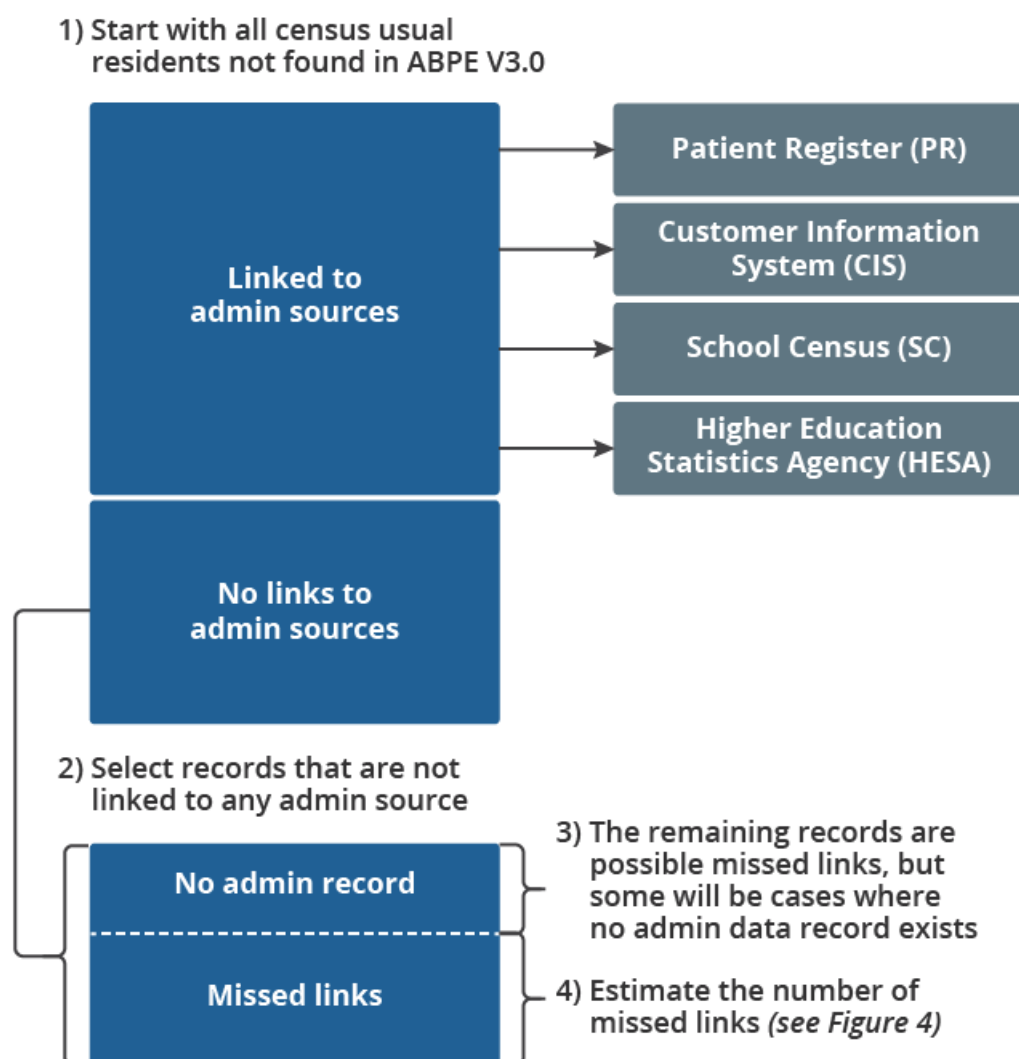 1) Start with all census usual
residents not found in ABPE V3.0
Linked to
admin sources
Patient Register (PR)
Customer Information
System (CIS)
School Census (SC)
Higher Education
Statistics Agency (HESA)
No links to
admin sources
2) Select records that are not
linked to any admin source
No admin record
3) The remaining records are
possible missed links, but
some will be cases where
no admin data record exists
Missed links
4) Estimate the number of
missed links (see Figure 4)